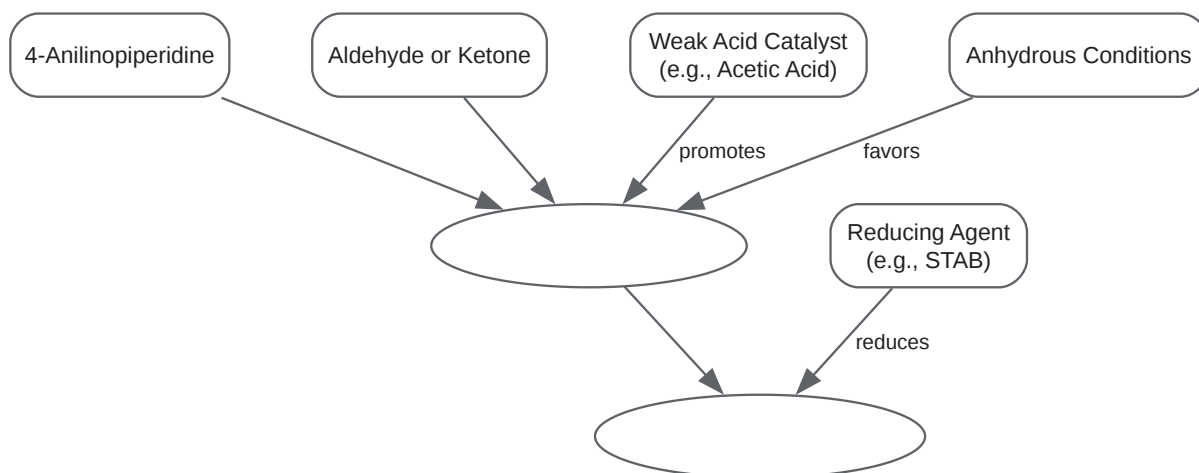 4-Anilinopiperidine
Aldehyde or Ketone
Weak Acid Catalyst
(e.g., Acetic Acid)
Anhydrous Conditions
promotes
favors
Reducing Agent
(e.g., STAB)
reduces